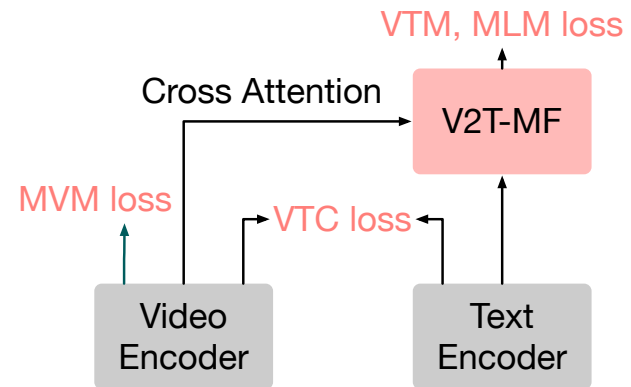 VTM, MLM loss
Cross Attention
V2T-MF
MVM loss
VTC loss
Video
Encoder
Text
Encoder